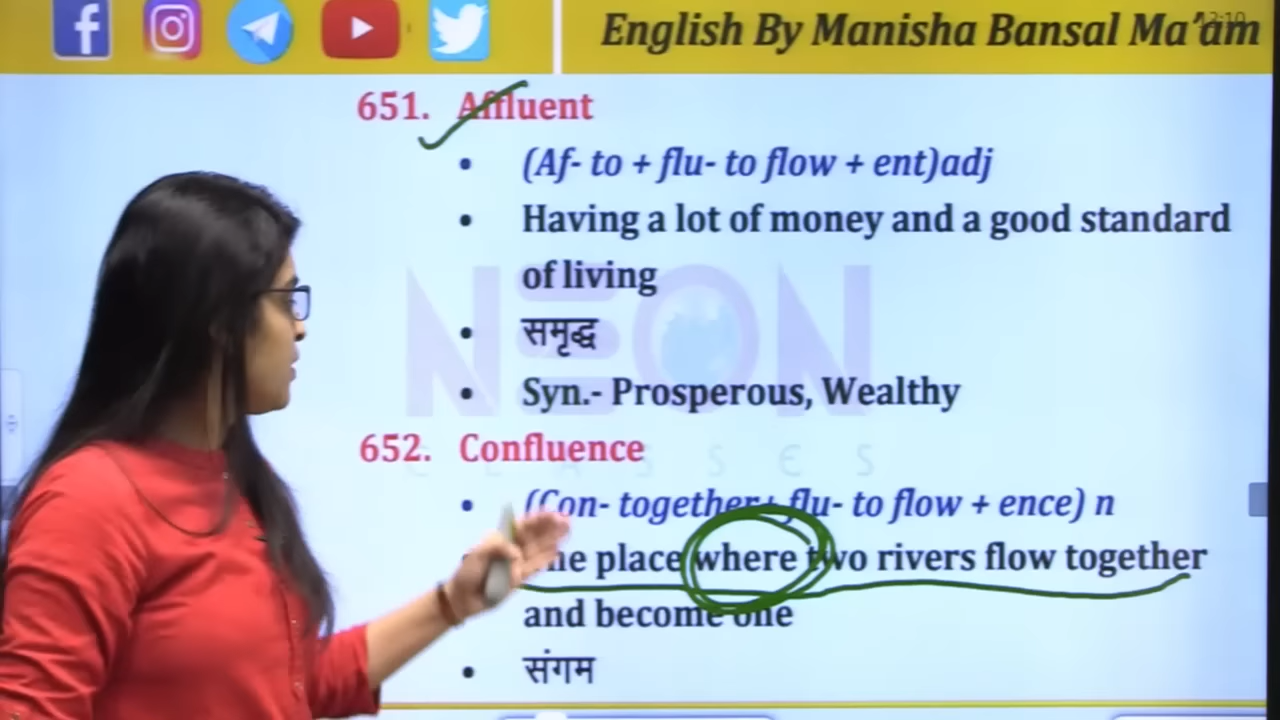 English By Manisha Bansal Ma'am
651. Affluent
• (Af- to + flu- to flow + ent)adj
• Having a lot of money and a good standard
of living
• समृद्ध
• Syn.- Prosperous, Wealthy
NEON
CLASSES
652. Confluence
• (Con- together+ flu- to flow + ence) n
place where two rivers flow together
and become one
• संगम